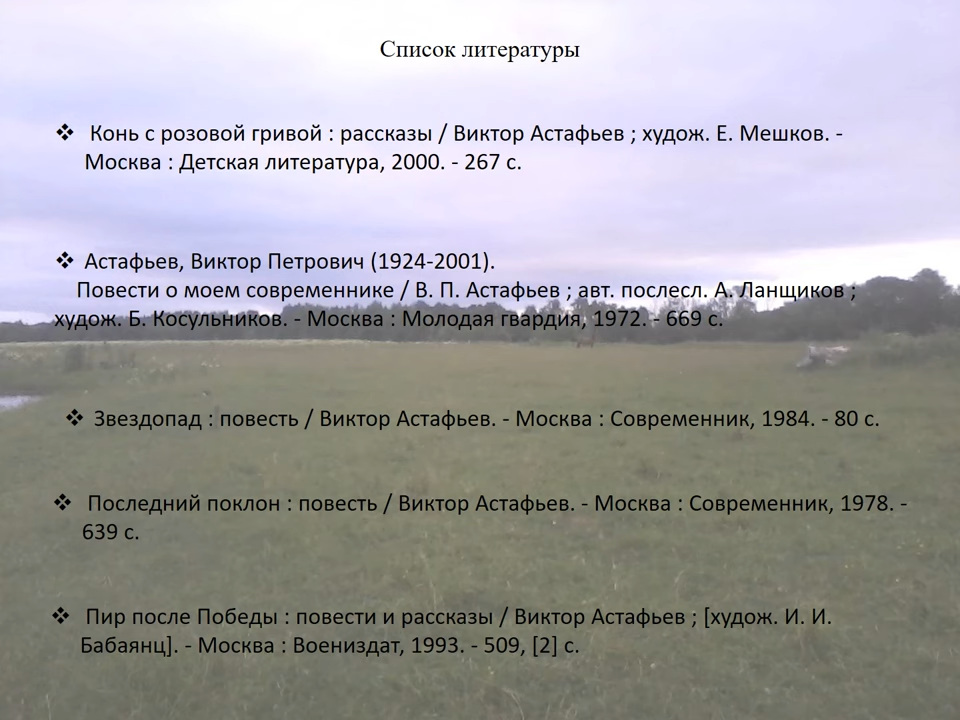 Список литературы
❖ Конь с розовой гривой : рассказы / Виктор Астафьев ; худож. Е. Мешков. -
Москва : Детская литература, 2000. - 267 с.
❖ Астафьев, Виктор Петрович (1924-2001).
Повести о моем современнике / В. П. Астафьев ; авт. послесл. А. Ланщиков ;
худож. Б. Косульников. - Москва : Молодая гвардия, 1972. - 669 с.
❖ Звездопад : повесть / Виктор Астафьев. - Москва : Современник, 1984. - 80 с.
❖ Последний поклон : повесть / Виктор Астафьев. - Москва : Современник, 1978. -
639 с.
❖ Пир после Победы : повести и рассказы / Виктор Астафьев ; [худож. И. И.
Бабаянц]. - Москва : Воениздат, 1993. - 509, [2] с.